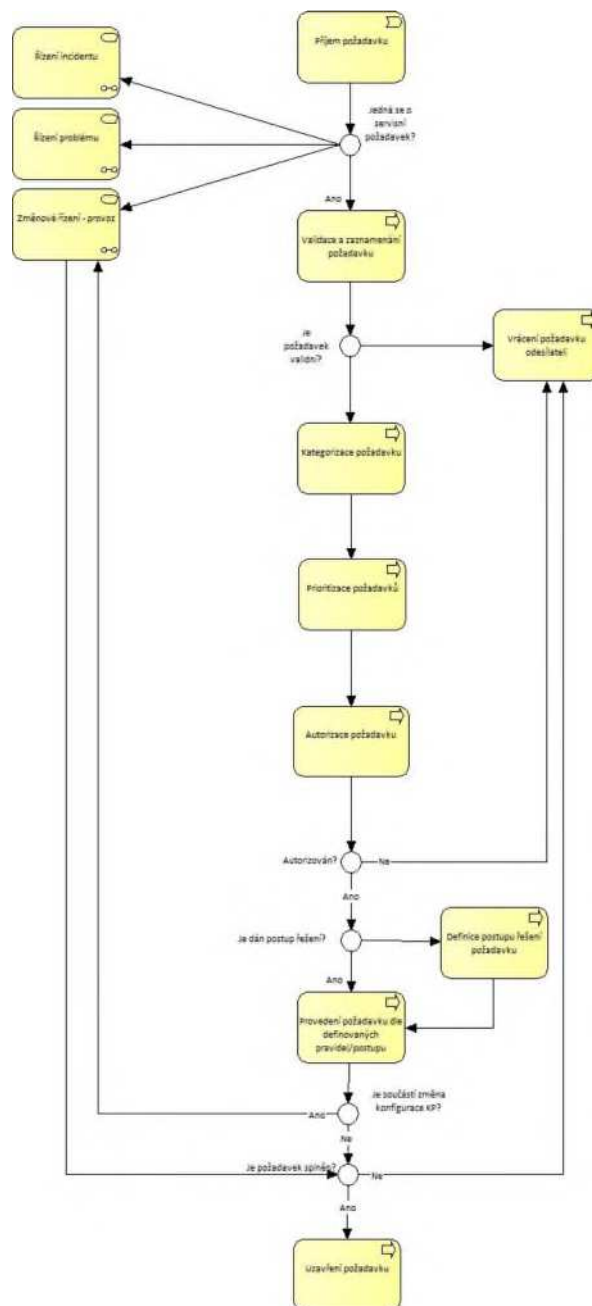 Řízení incidentu
Příjem požadavku
Jedná se o
servisní
požadavek?
Řízení problému
Ano
Změnové řízení - provoz
Validace a zaznamenání
požadavku
Je
požadavek
validní?
Vrácení požadavku
odesílateli
Kategorizace požadavku
Prioritizace požadavků
Autorizace požadavku
Autorizován?
Ne
Ano
Je dán postup řešení?
Definice postupu řešení
požadavku
Ano
Provedení požadavku dle
definovaných
pravidel/postupu
Je součástí změna
konfigurace KP?
Ano
Ne
Je požadavek splněn?
Ne
Ano
Uzavření požadavku